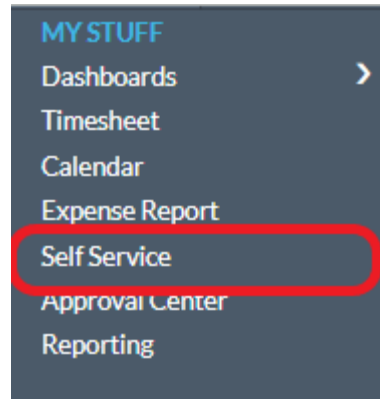 MY STUFF
Dashboards
Timesheet
Calendar
Expense Report
Self Service
Approval Center
Reporting